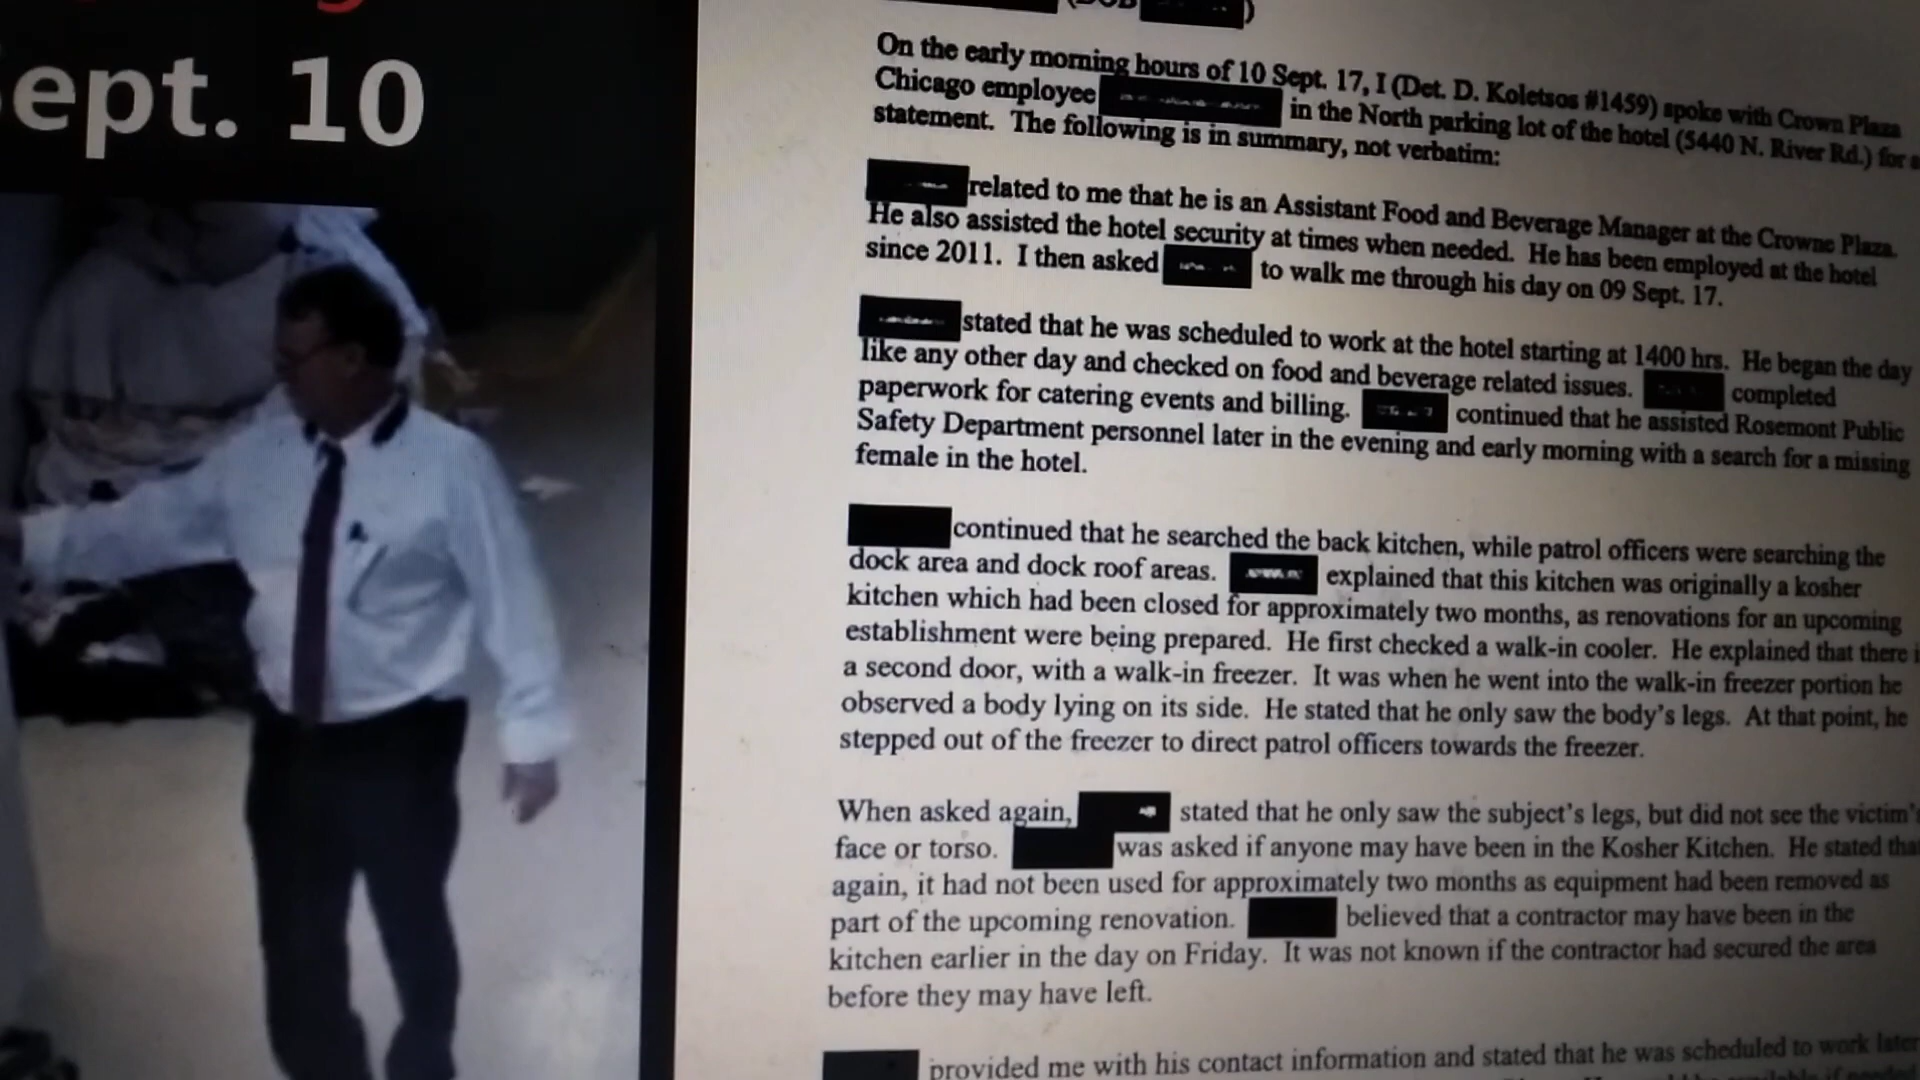 ept. 10
On the early morning hours of 10 Sept. 17, I (Det. D. Koletsos #1459) spoke with Crown Plaza
Chicago employee in the North parking lot of the hotel (5440 N. River Rd.) for a
statement. The following is in summary, not verbatim:
related to me that he is an Assistant Food and Beverage Manager at the Crowne Plaza.
He also assisted the hotel security at times when needed. He has been employed at the hotel
since 2011. I then asked to walk me through his day on 09 Sept. 17.
stated that he was scheduled to work at the hotel starting at 1400 hrs. He began the day
like any other day and checked on food and beverage related issues. completed
paperwork for catering events and billing. continued that he assisted Rosemont Public
Safety Department personnel later in the evening and early morning with a search for a missing
female in the hotel.
continued that he searched the back kitchen, while patrol officers were searching the
dock area and dock roof areas. explained that this kitchen was originally a kosher
kitchen which had been closed for approximately two months, as renovations for an upcoming
establishment were being prepared. He first checked a walk-in cooler. He explained that there
a second door, with a walk-in freezer. It was when he went into the walk-in freezer portion he
observed a body lying on its side. He stated that he only saw the body's legs. At that point, he
stepped out of the freezer to direct patrol officers towards the freezer.
When asked again, stated that he only saw the subject's legs, but did not see the victim's
face or torso. was asked if anyone may have been in the Kosher Kitchen. He stated tha
again, it had not been used for approximately two months as equipment had been removed as
part of the upcoming renovation. believed that a contractor may have been in the
kitchen earlier in the day on Friday. It was not known if the contractor had secured the area
before they may have left.
provided me with his contact information and stated that he was scheduled to work later